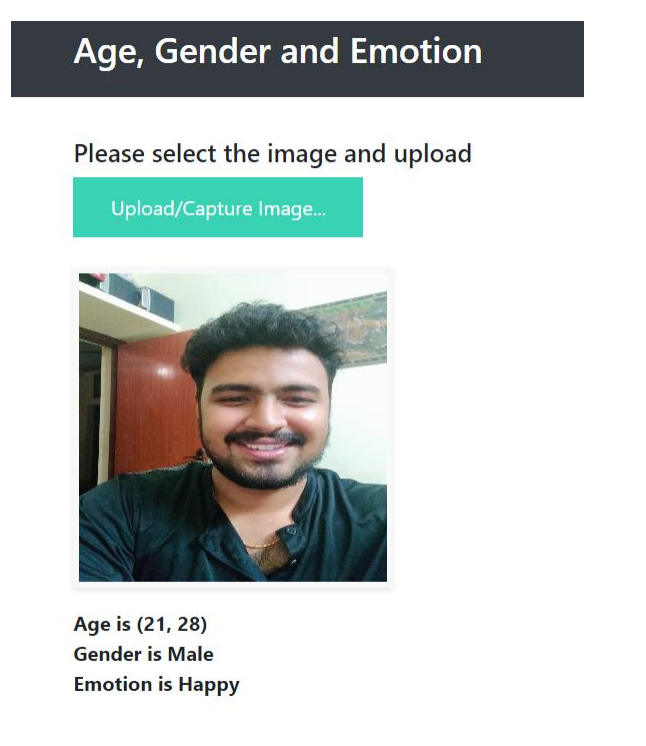 Age, Gender and Emotion
Please select the image and upload
Upload/Capture Image...
Age is (21, 28)
Gender is Male
Emotion is Happy